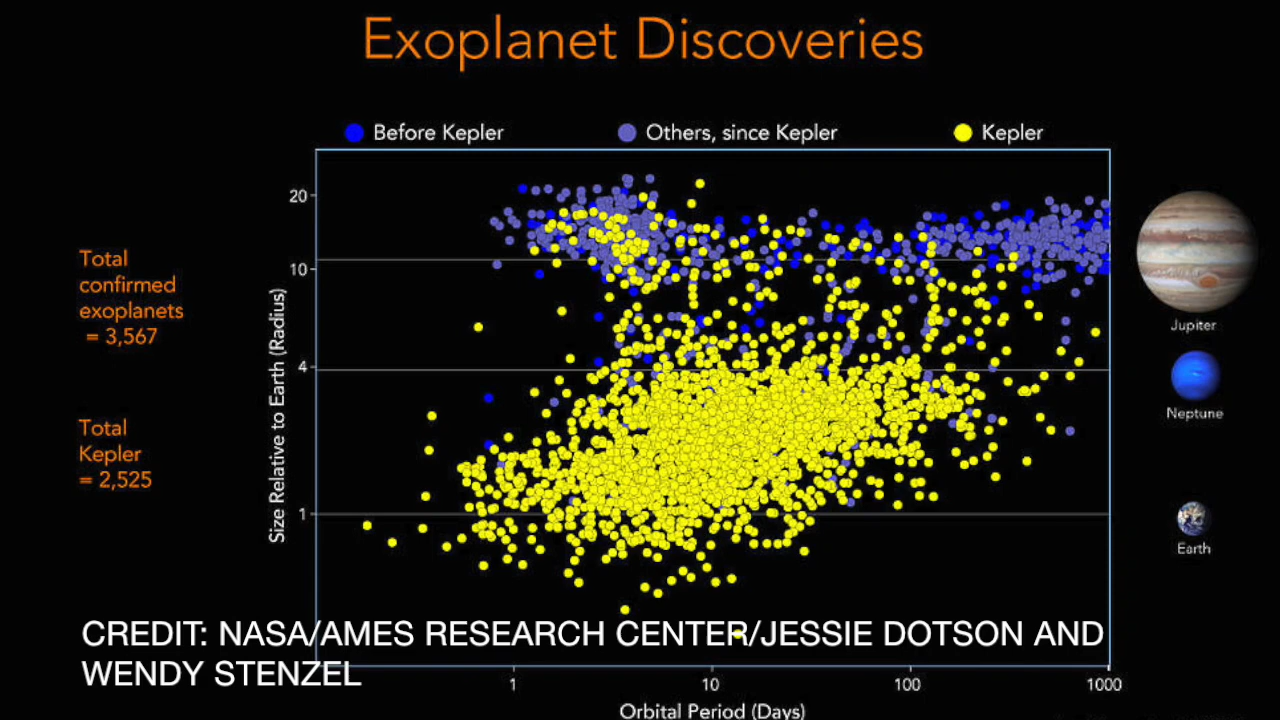 Exoplanet Discoveries
Before Kepler
Others, since Kepler
Kepler
20
10
4
1
Size Relative to Earth (Radius)
Total
confirmed
exoplanets
= 3,567
Total
Kepler
= 2,525
Jupiter
Neptune
Earth
CREDIT: NASA/AMES RESEARCH CENTER/JESSIE DOTSON AND
WENDY STENZEL
1
10
100
1000
Orbital Period (Days)